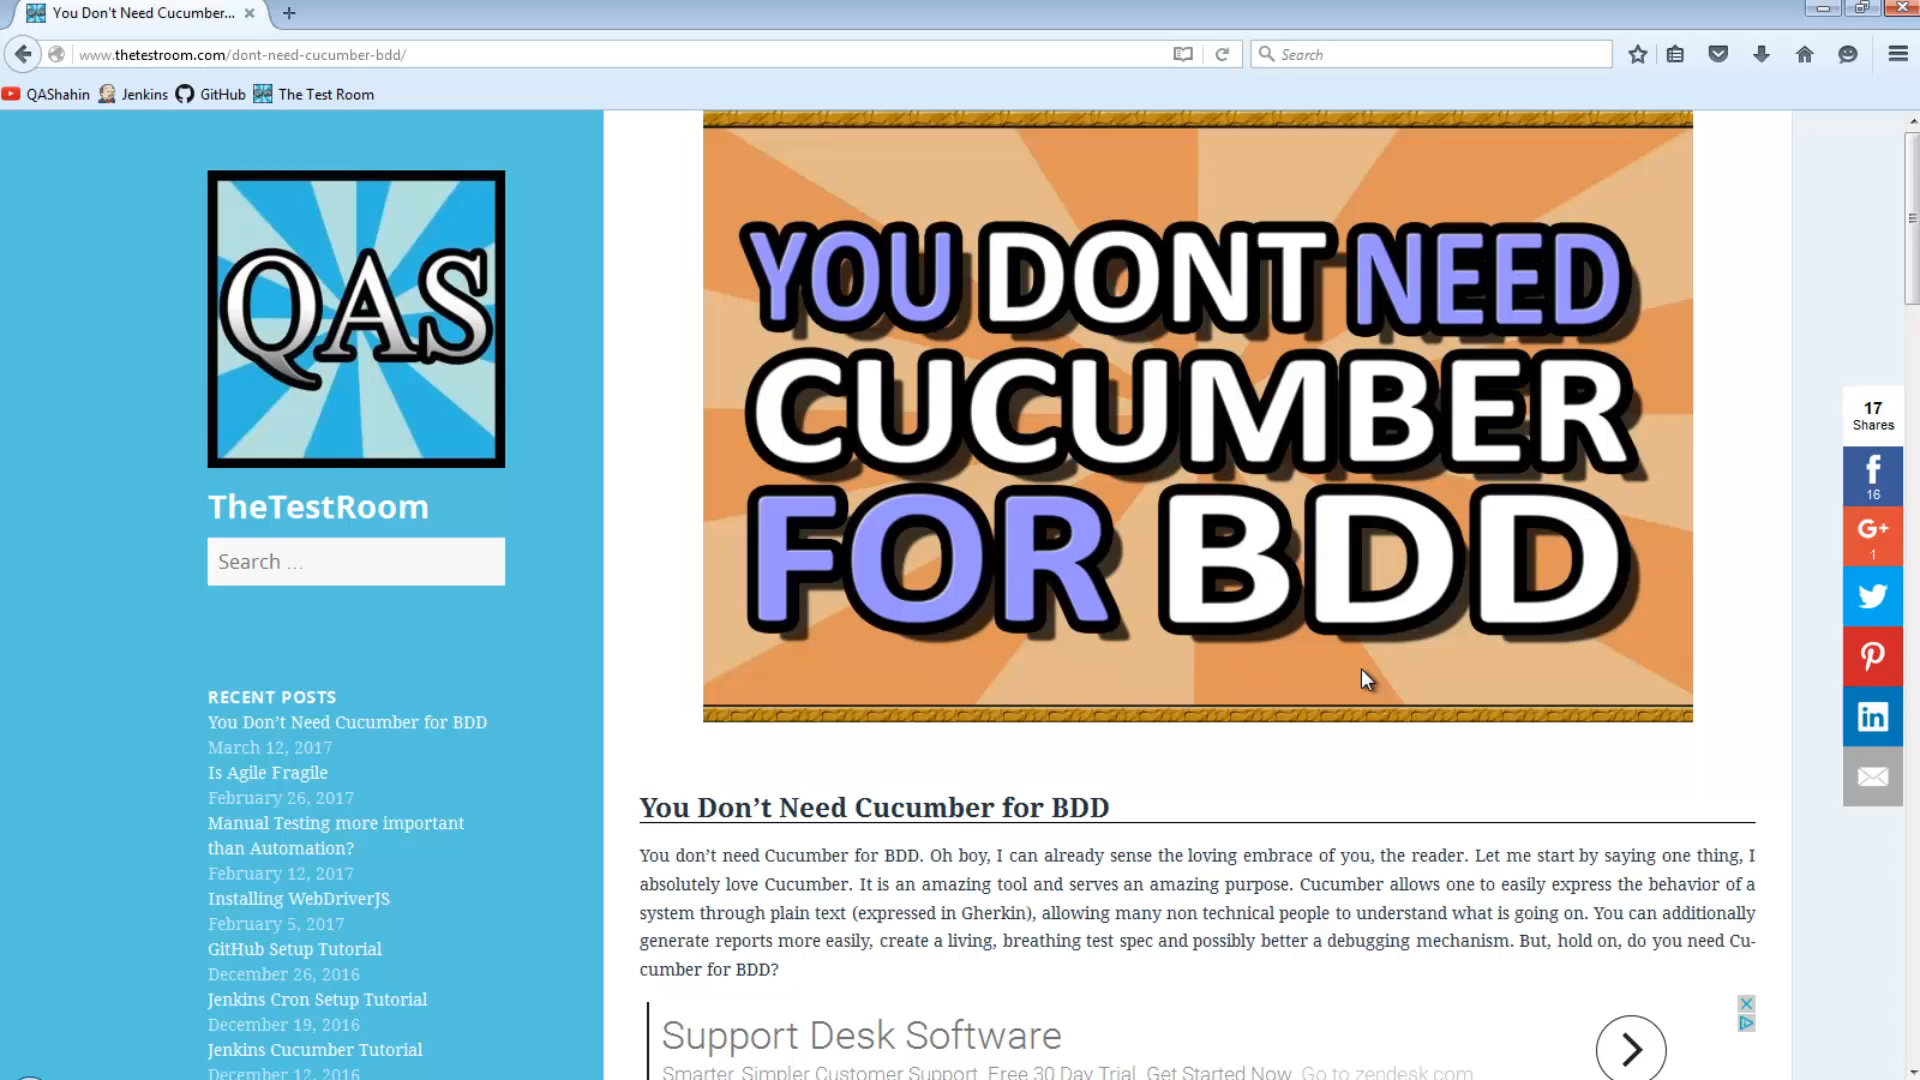 You Don't Need Cucumber...
www.thetestroom.com/dont-need-cucumber-bdd/
Search
QAShahin
Jenkins
GitHub
The Test Room
QAS
TheTestRoom
Search ...
RECENT POSTS
You Don’t Need Cucumber for BDD
March 12, 2017
Is Agile Fragile
February 26, 2017
Manual Testing more important
than Automation?
February 12, 2017
Installing WebDriverJS
February 5, 2017
GitHub Setup Tutorial
December 26, 2016
Jenkins Cron Setup Tutorial
December 19, 2016
Jenkins Cucumber Tutorial
December 12, 2016
YOU DONT NEED
CUCUMBER
FOR BDD
You Don’t Need Cucumber for BDD
You don’t need Cucumber for BDD. Oh boy, I can already sense the loving embrace of you, the reader. Let me start by saying one thing, I
absolutely love Cucumber. It is an amazing tool and serves an amazing purpose. Cucumber allows one to easily express the behavior of a
system through plain text (expressed in Gherkin), allowing many non technical people to understand what is going on. You can additionally
generate reports more easily, create a living, breathing test spec and possibly better a debugging mechanism. But, hold on, do you need Cu-
cumber for BDD?
Support Desk Software
Smarter, Simpler Customer Support. Free 30 Day Trial. Get Started Now. Go to zendesk.com
17
Shares
16
G+
1
in